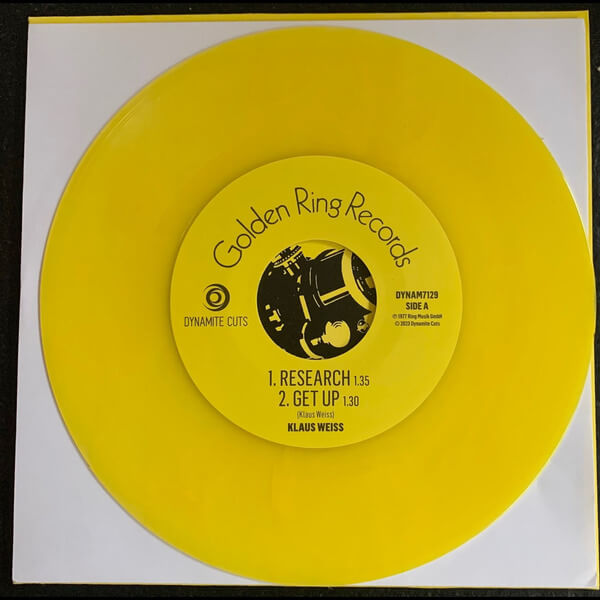 Golden Ring Records
DYNAMITE CUTS
DYNAM7129
SIDE A
℗ 1977 Ring Musik GmbH
© 2023 Dynamite Cuts
1. RESEARCH 1.35
2. GET UP 1.30
(Klaus Weiss)
KLAUS WEISS